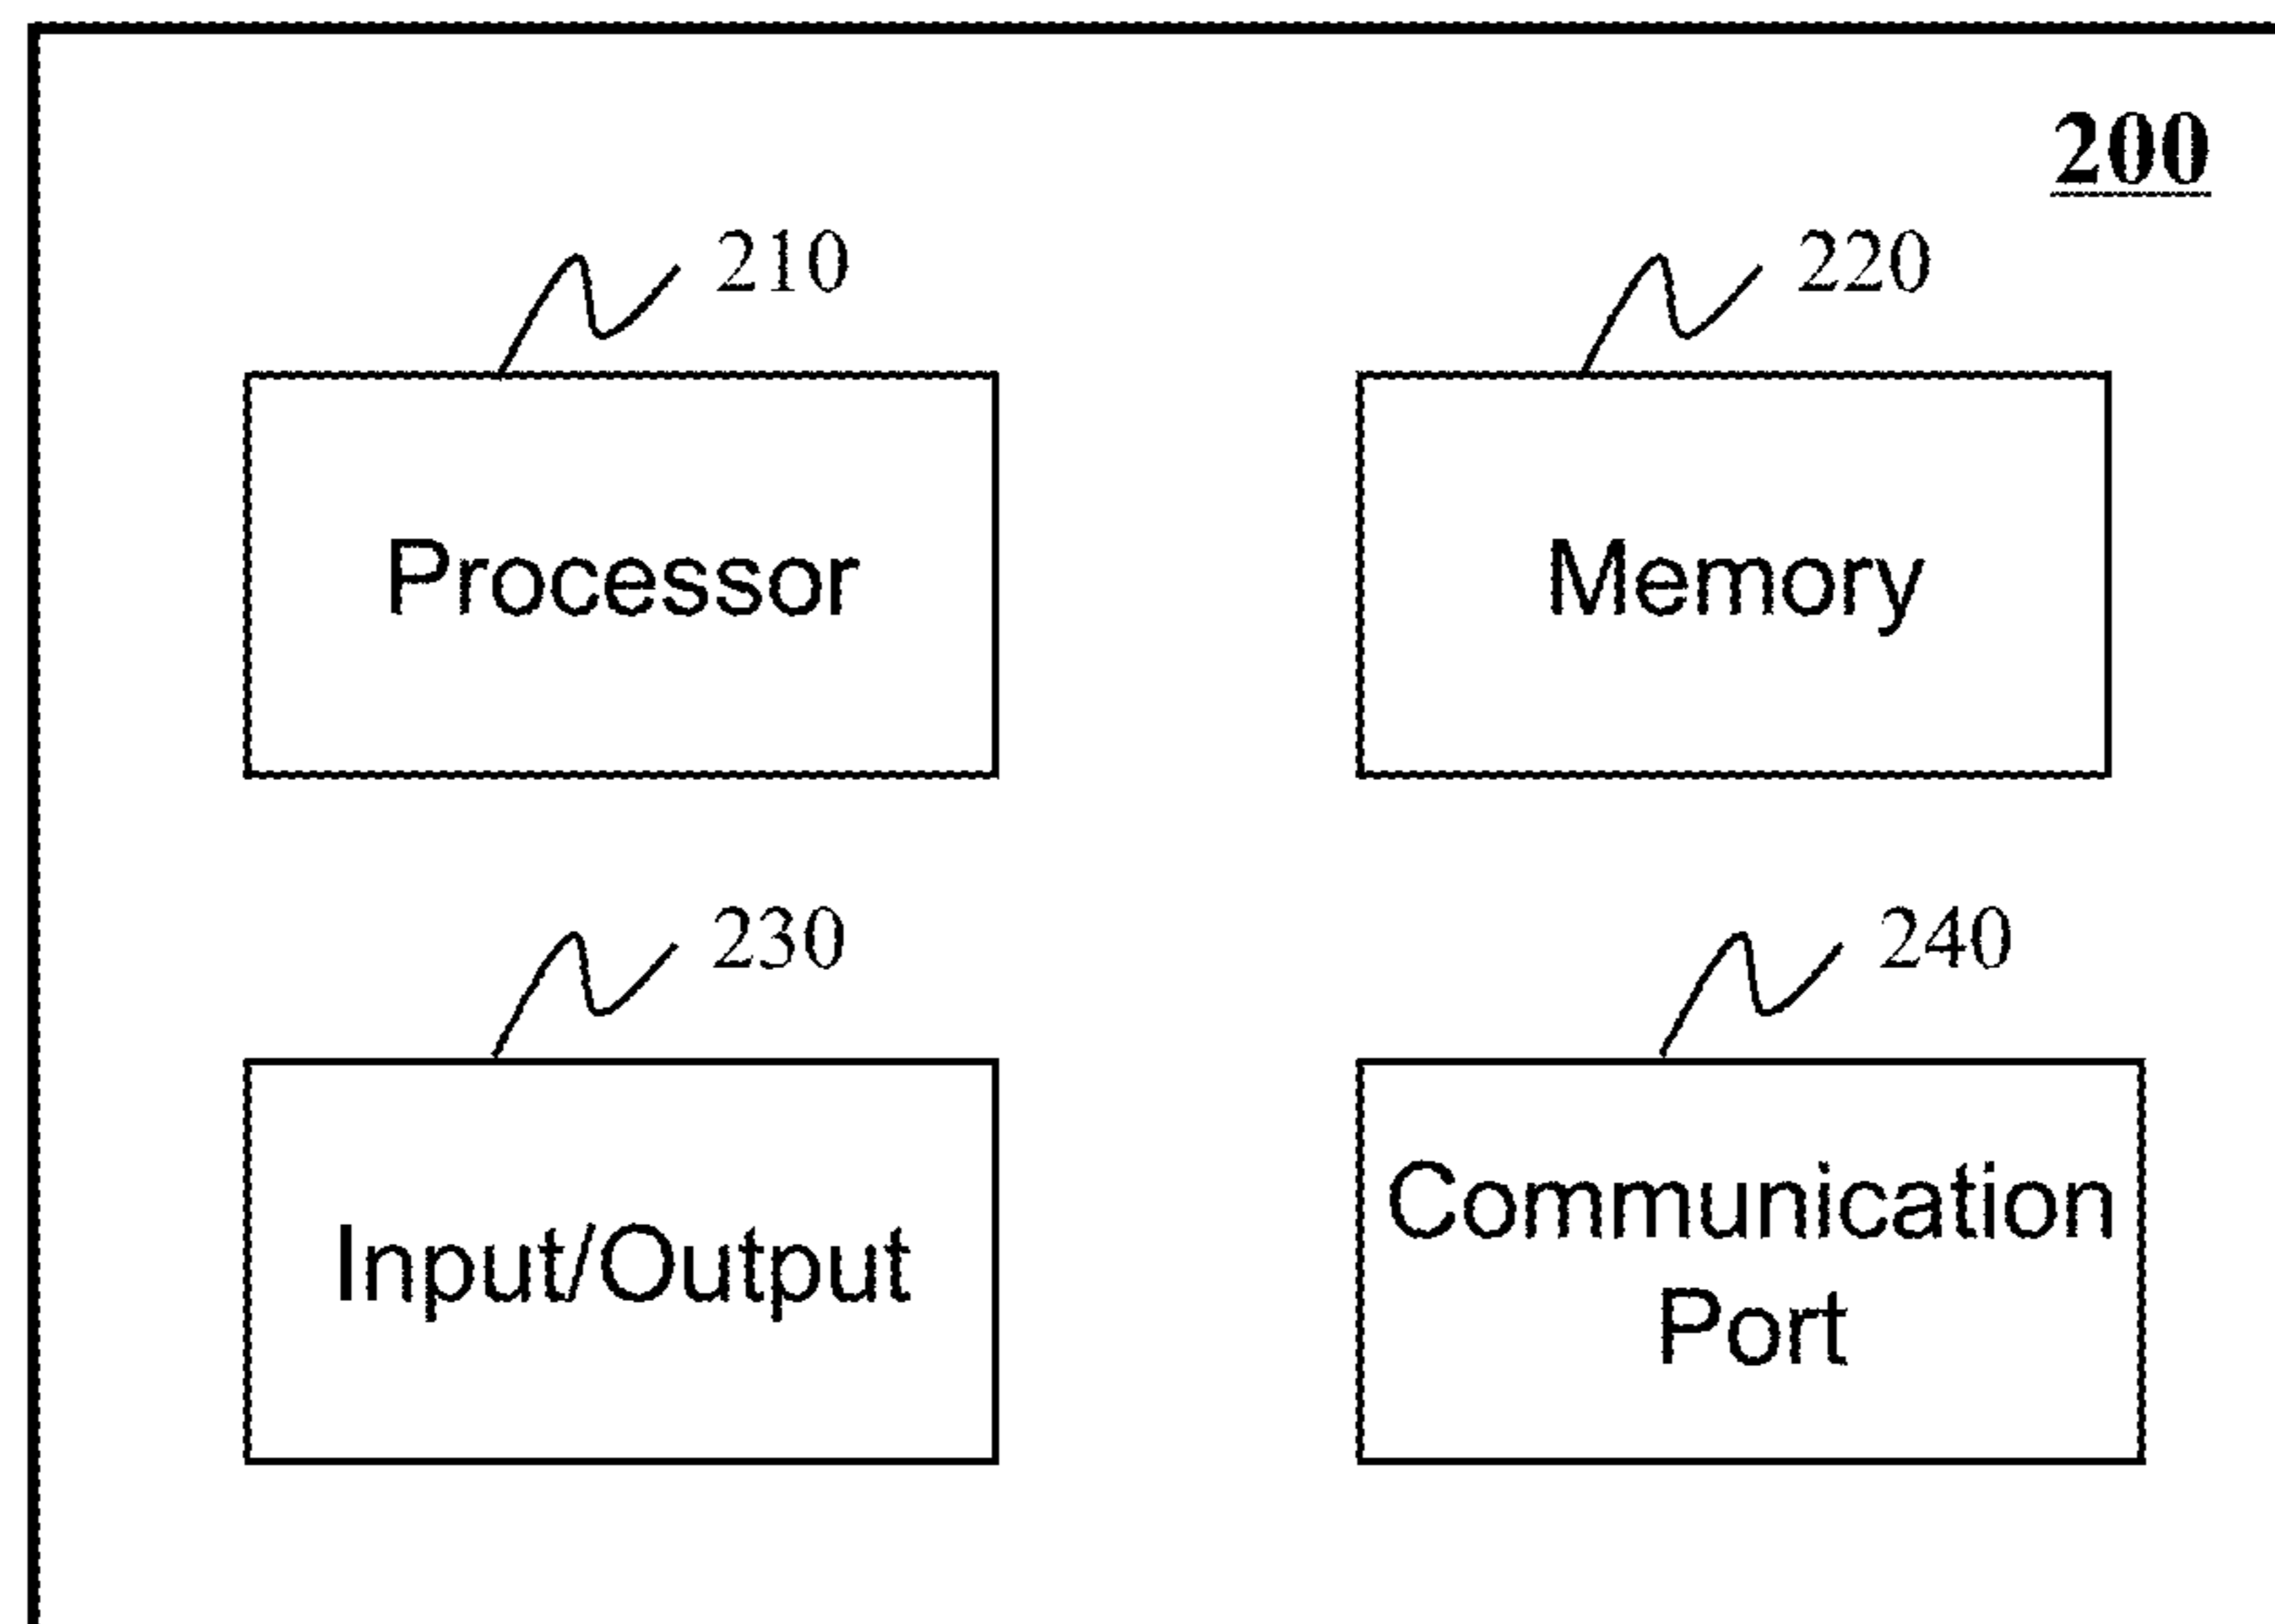 200
210
220
Processor
Memory
230
240
Input/Output
Communication
Port